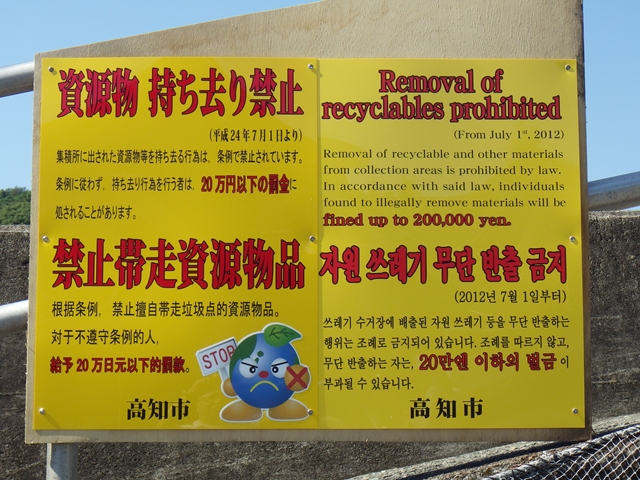 資源物 持ち去り禁止
(平成24年7月1日より)
集積所に出された資源物等を持ち去る行為は、条例で禁止されています。
条例に従わず、持ち去り行為を行う者は、20万円以下の罰金に
処されることがあります。
Removal of
recyclables prohibited
(From July 1st, 2012)
Removal of recyclable and other materials
from collection areas is prohibited by law.
In accordance with said law, individuals
found to illegally remove materials will be
fined up to 200,000 yen.
禁止帯走資源物品
根据条例，禁止擅自帯走垃圾点的資源物品。
对于不遵守条例的人，
給予20万日元以下的罰款。
STOP
高知市
자원 쓰레기 무단 반출 금지
(2012년 7월 1일부터)
쓰레기 수거장에 배출된 자원 쓰레기 등을 무단 반출하는
행위는 조례로 금지되어 있습니다. 조례를 따르지 않고,
무단 반출하는 자는, 20만엔 이하의 벌금이
부과될 수 있습니다.
高知市